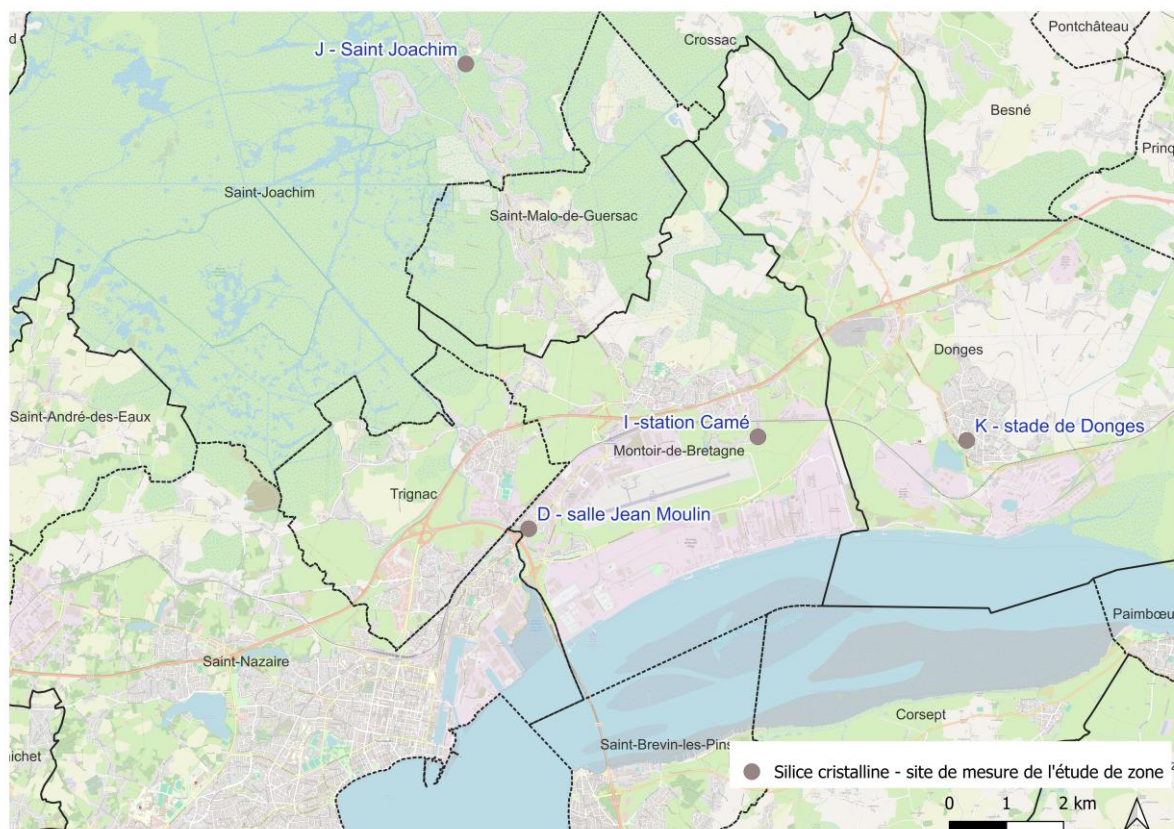 Pontchâteau
Crossac
J - Saint Joachim
Besné
Prinq
Saint-Joachim
Saint-Malo-de-Guersac
Donges
Saint-André-des-Eaux
I -station Camé
K - stade de Donges
Montoir-de-Bretagne
Trignac
D - salle Jean Moulin
Paimbœu
Saint-Nazaire
Corsept
Saint-Brevin-les-Pins
ichet
Silice cristalline - site de mesure de l'étude de zone 2
0 1 2 km